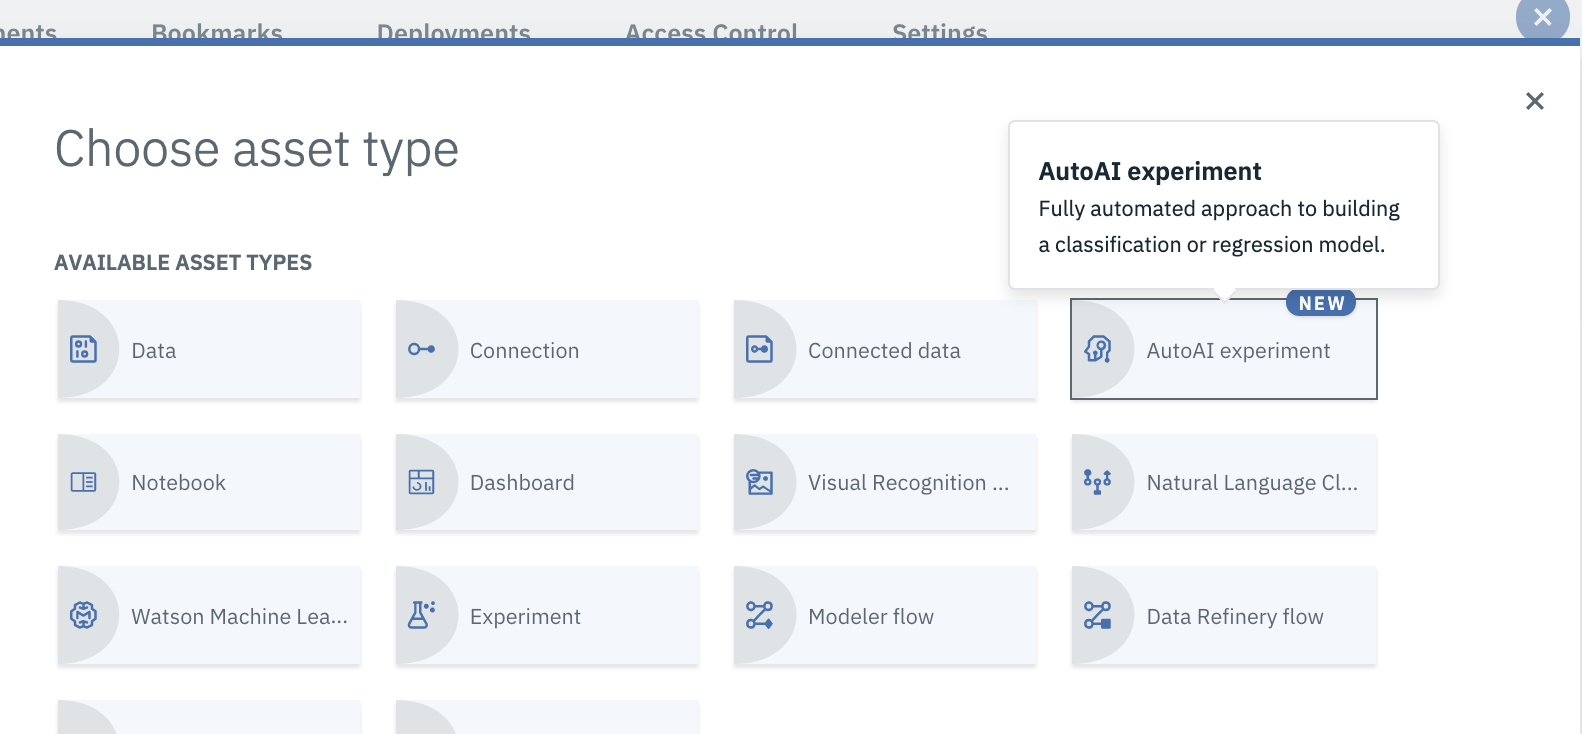 Bookmarks Deployments Access Control Settings
Choose asset type
AutoAI experiment
Fully automated approach to building
a classification or regression model.
AVAILABLE ASSET TYPES
NEW
Data Connection Connected data AutoAI experiment
Notebook Dashboard Visual Recognition ... Natural Language Cl...
Watson Machine Lea... Experiment Modeler flow Data Refinery flow